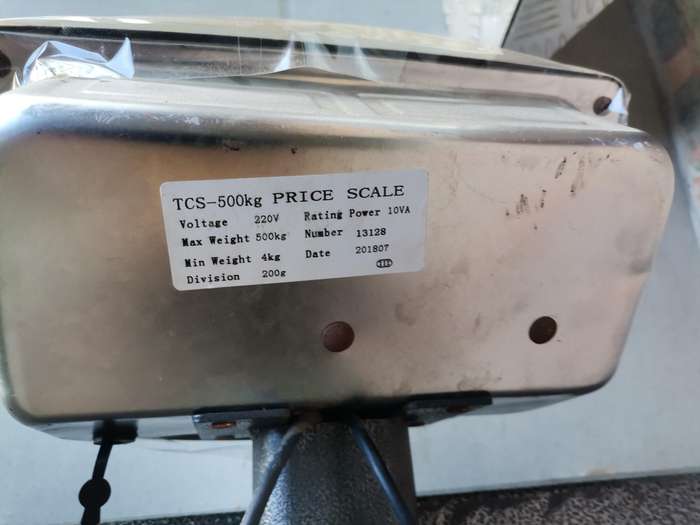 TCS-500kg PRICE SCALE
Voltage 220V Rating Power 10VA
Max Weight 500kg Number 13128
Min Weight 4kg Date 201807
Division 200g